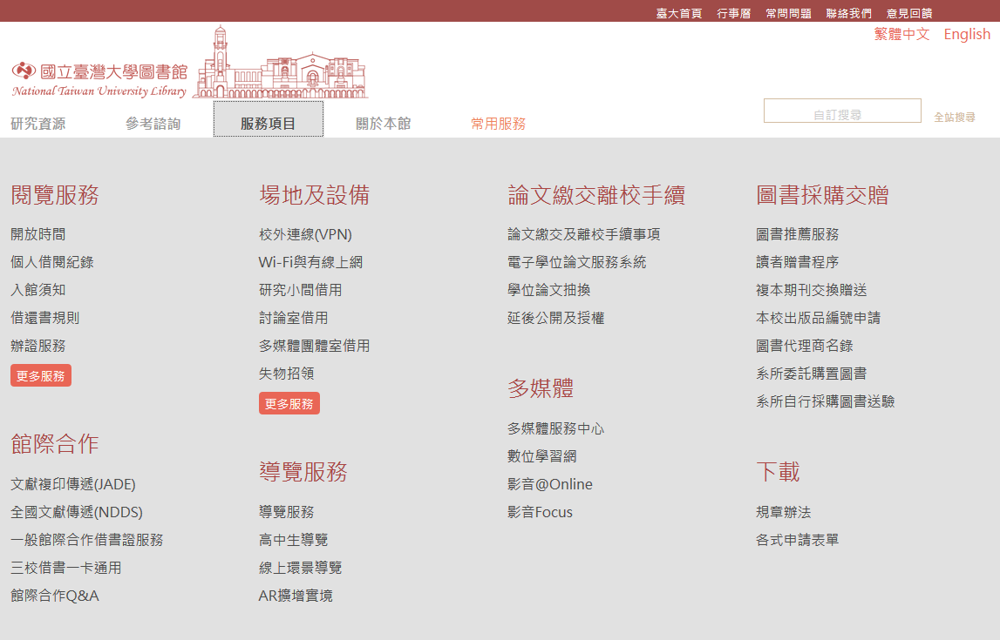 臺大首頁 行事曆 常問問題 聯絡我們 意見回饋
繁體中文 English
國立臺灣大學圖書館
National Taiwan University Library
研究資源 參考諮詢 服務項目 關於本館 常用服務
自訂搜尋 全站搜尋
閱覽服務
開放時間
個人借閱紀錄
入館須知
借還書規則
辦證服務
更多服務
館際合作
文獻複印傳遞(JADE)
全國文獻傳遞(NDDS)
一般館際合作借書證服務
三校借書一卡通用
館際合作Q&A
場地及設備
校外連線(VPN)
Wi-Fi與有線上網
研究小間借用
討論室借用
多媒體團體室借用
失物招領
更多服務
導覽服務
導覽服務
高中生導覽
線上環景導覽
AR擴增實境
論文繳交離校手續
論文繳交及離校手續事項
電子學位論文服務系統
學位論文抽換
延後公開及授權
多媒體
多媒體服務中心
數位學習網
影音@Online
影音Focus
圖書採購交贈
圖書推薦服務
讀者贈書程序
複本期刊交換贈送
本校出版品編號申請
圖書代理商名錄
系所委託購置圖書
系所自行採購圖書送驗
下載
規章辦法
各式申請表單